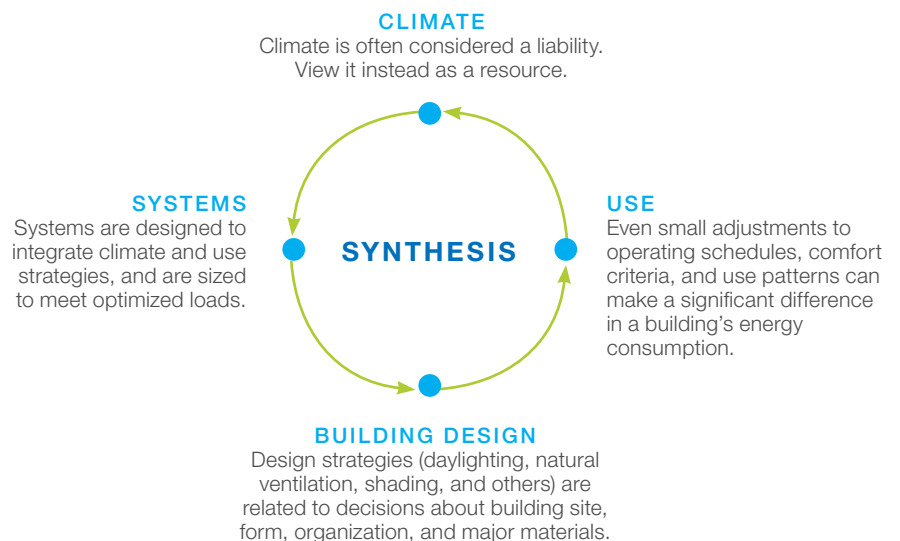 CLIMATE
Climate is often considered a liability.
View it instead as a resource.
SYSTEMS
Systems are designed to
integrate climate and use
strategies, and are sized
to meet optimized loads.
SYNTHESIS
USE
Even small adjustments to
operating schedules, comfort
criteria, and use patterns can
make a significant difference
in a building’s energy
consumption.
BUILDING DESIGN
Design strategies (daylighting, natural
ventilation, shading, and others) are
related to decisions about building site,
form, organization, and major materials.